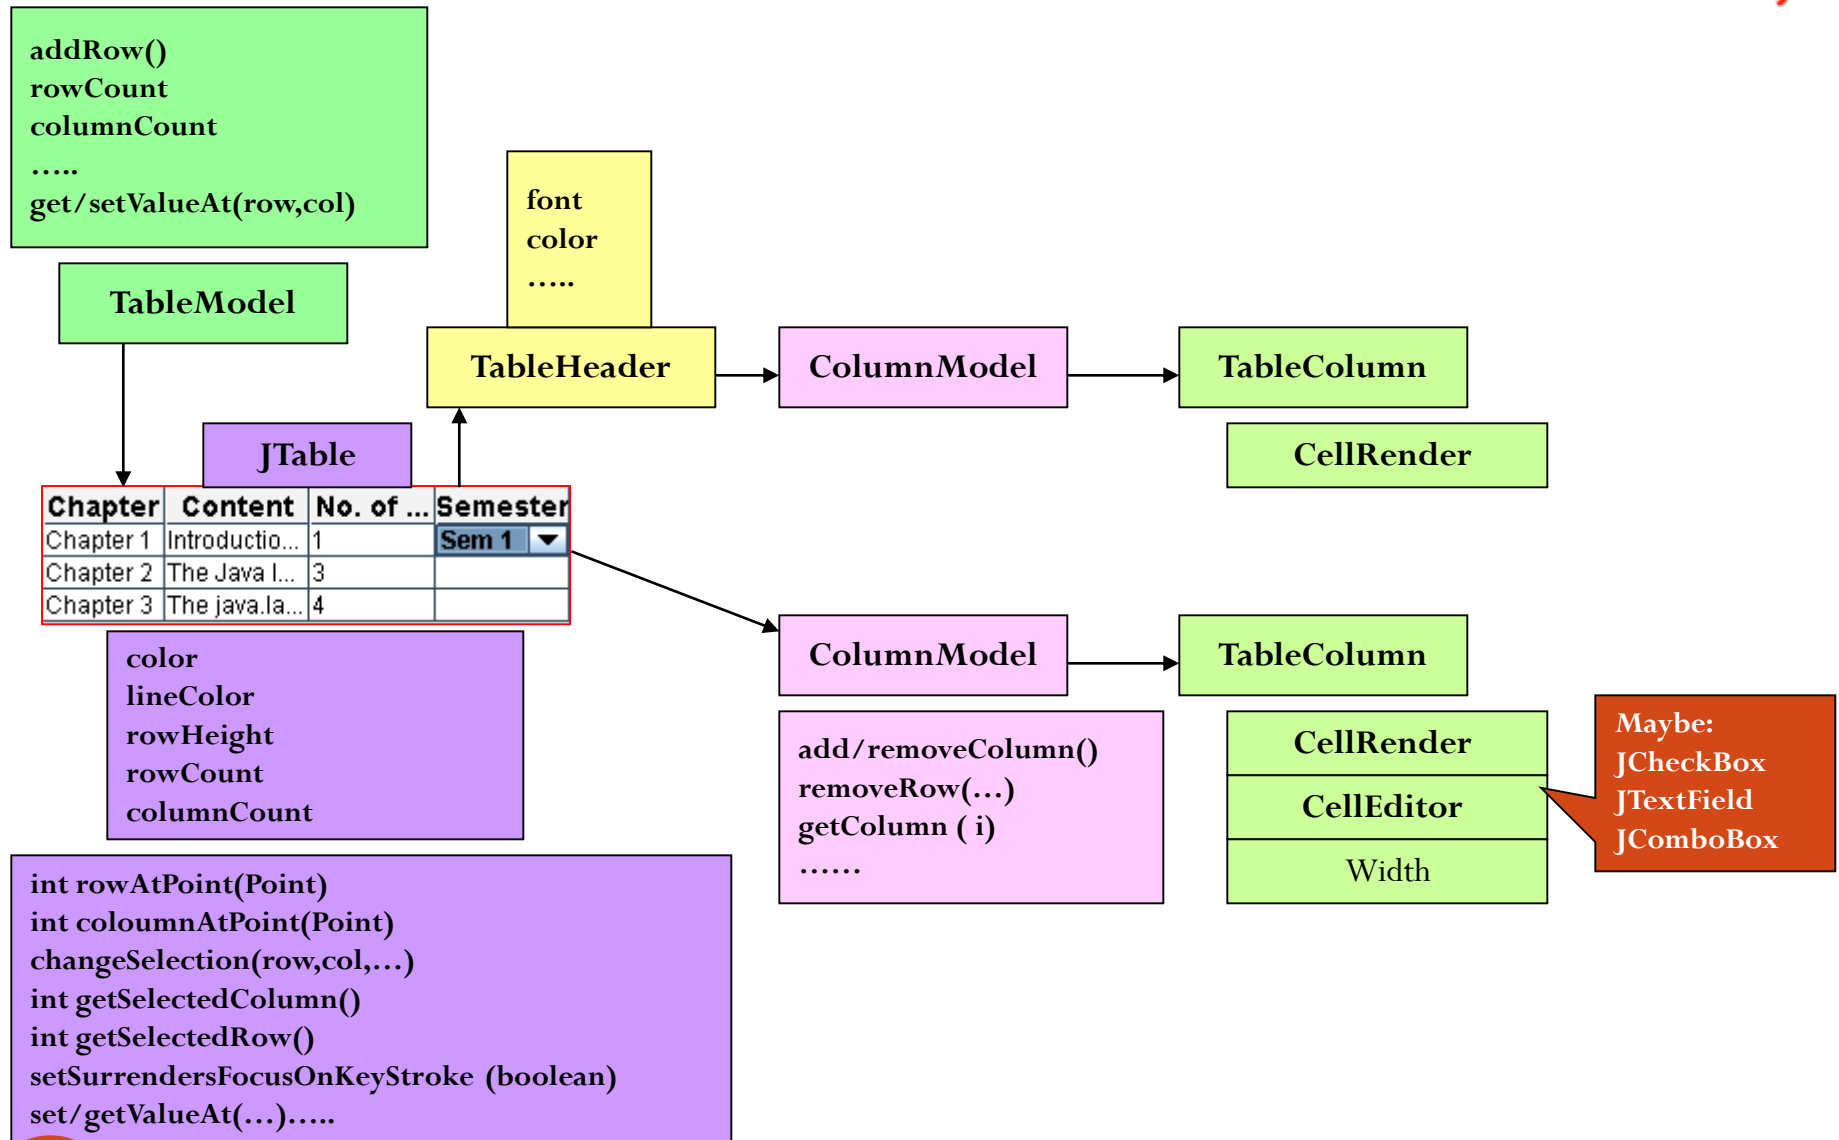 addRow()
rowCount
columnCount
.....
get/setValueAt(row,col)
TableModel
font
color
.....
TableHeader
ColumnModel
TableColumn
CellRender
JTable
Chapter Content No. of ... Semester
Chapter 1 Introductio... 1 Sem 1
Chapter 2 The Java l... 3
Chapter 3 The java.la... 4
color
lineColor
rowHeight
rowCount
columnCount
ColumnModel
TableColumn
add/removeColumn()
removeRow(...)
getColumn ( i)
......
CellRender
CellEditor
Width
Maybe:
JCheckBox
JTextField
JComboBox
int rowAtPoint(Point)
int coloumnAtPoint(Point)
changeSelection(row,col,...)
int getSelectedColumn()
int getSelectedRow()
setSurrendersFocusOnKeyStroke (boolean)
set/getValueAt(...).....